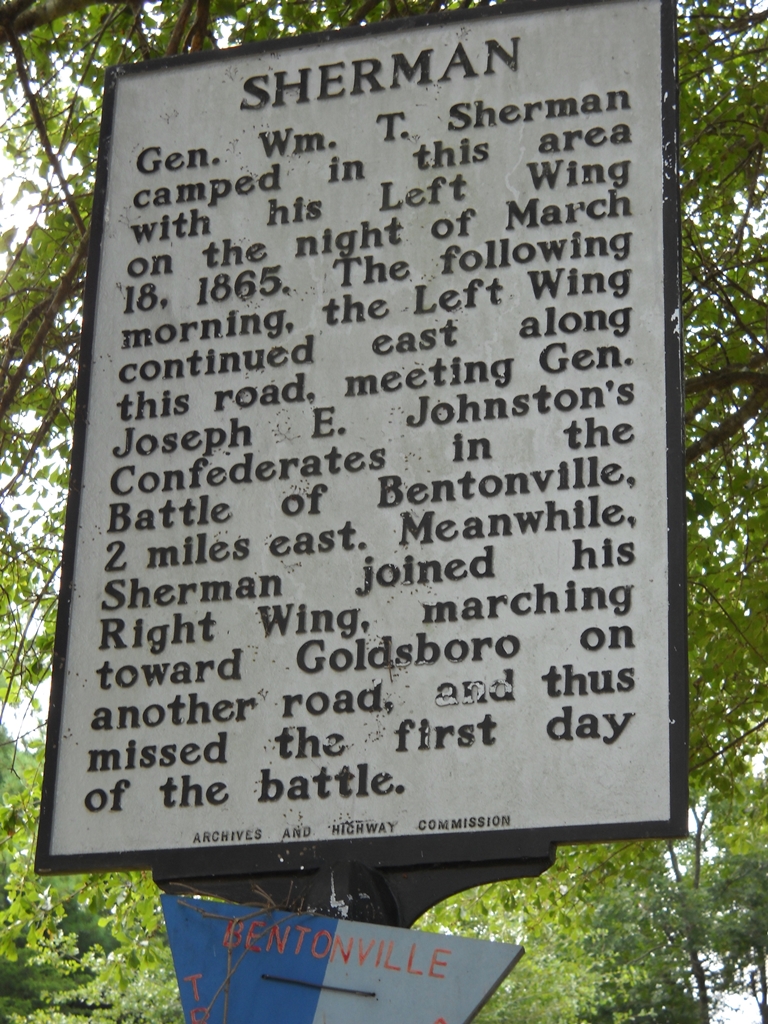 SHERMAN
Gen. Wm. T. Sherman
camped in this area
with his Left Wing
on the night of March
18, 1865. The following
morning, the Left Wing
continued east along
this road, meeting Gen.
Joseph E. Johnston's
Confederates in the
Battle of Bentonville,
2 miles east. Meanwhile,
Sherman joined his
Right Wing, marching
toward Goldsboro on
another road, and thus
missed the first day
of the battle.
ARCHIVES AND HIGHWAY COMMISSION
BENTONVILLE